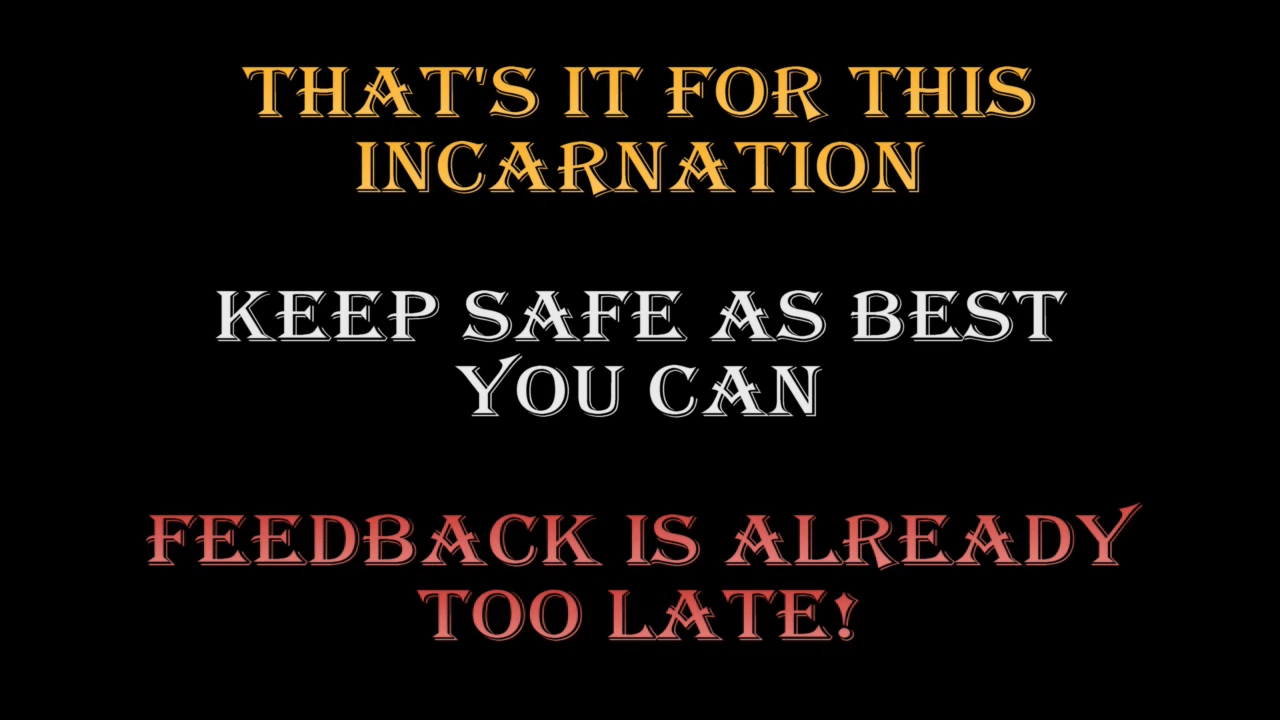 THAT'S IT FOR THIS
INCARNATION
KEEP SAFE AS BEST
YOU CAN
FEEDBACK IS ALREADY
TOO LATE!